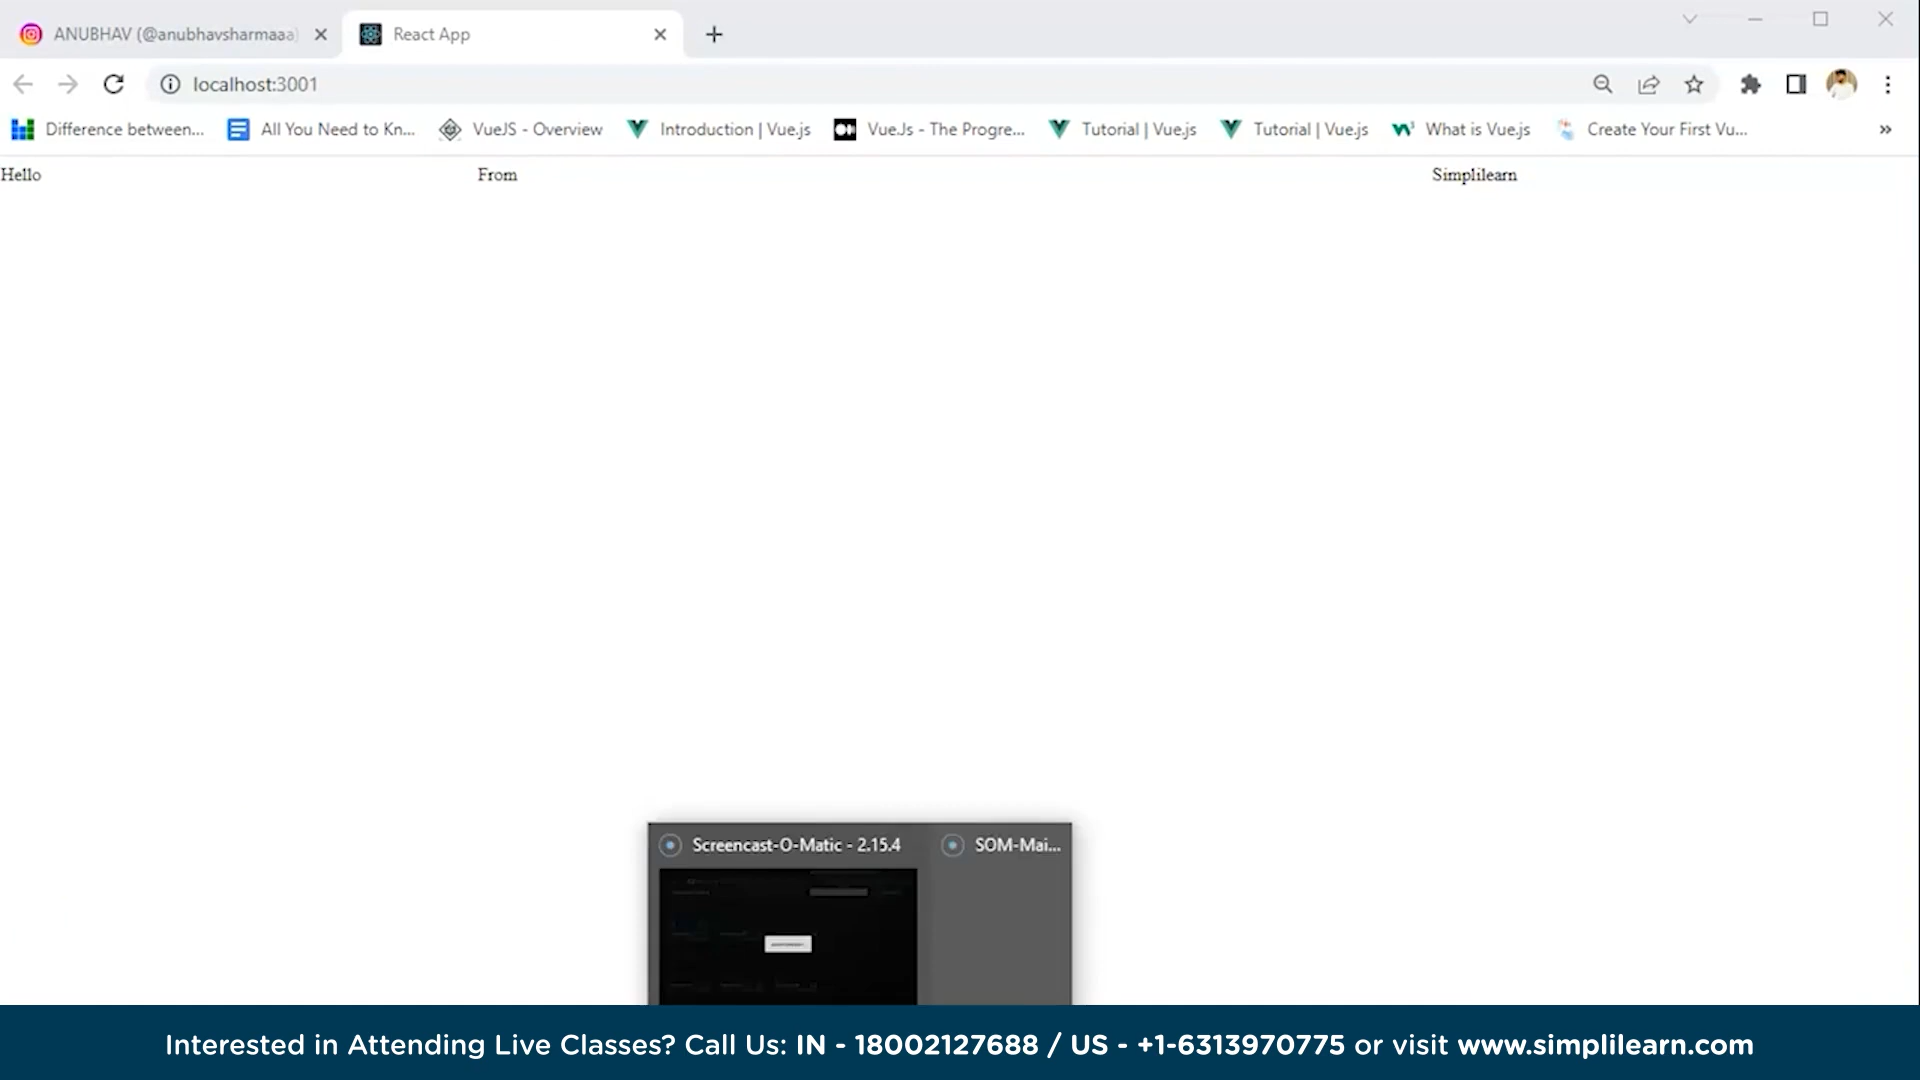 ANUBHAV (@anubhavsharmaaa)
React App
localhost:3001
Difference between...
All You Need to Kn...
VueJS - Overview
Introduction | Vue.js
VueJs - The Progre...
Tutorial | Vue.js
Tutorial | Vue.js
What is Vue.js
Create Your First Vu...
Hello From Simplilearn
Screencast-O-Matic - 2.15.4
SOM-Mai...
Interested in Attending Live Classes? Call Us: IN - 18002127688 / US - +1-6313970775 or visit www.simplilearn.com